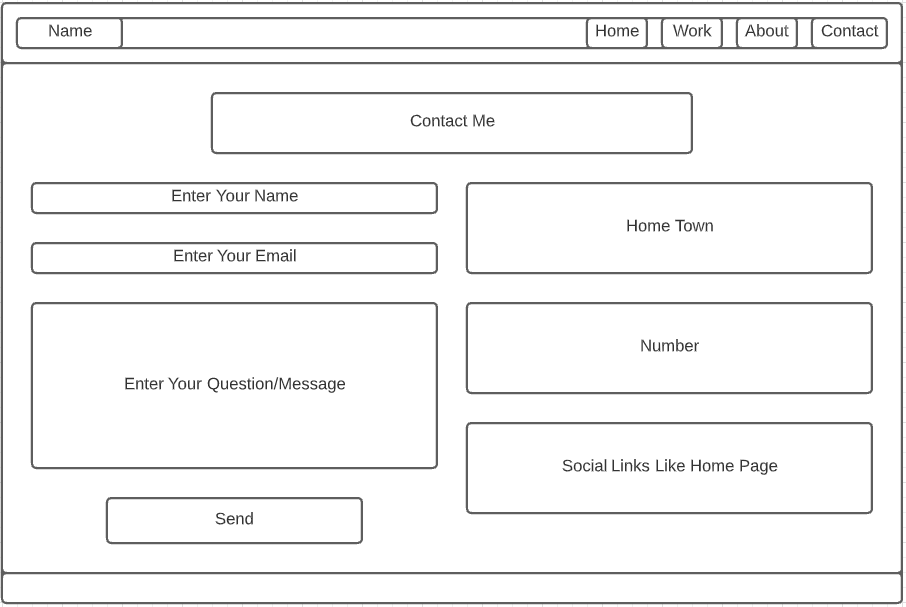 Name
Home
Work
About
Contact
Contact Me
Enter Your Name
Enter Your Email
Enter Your Question/Message
Send
Home Town
Number
Social Links Like Home Page